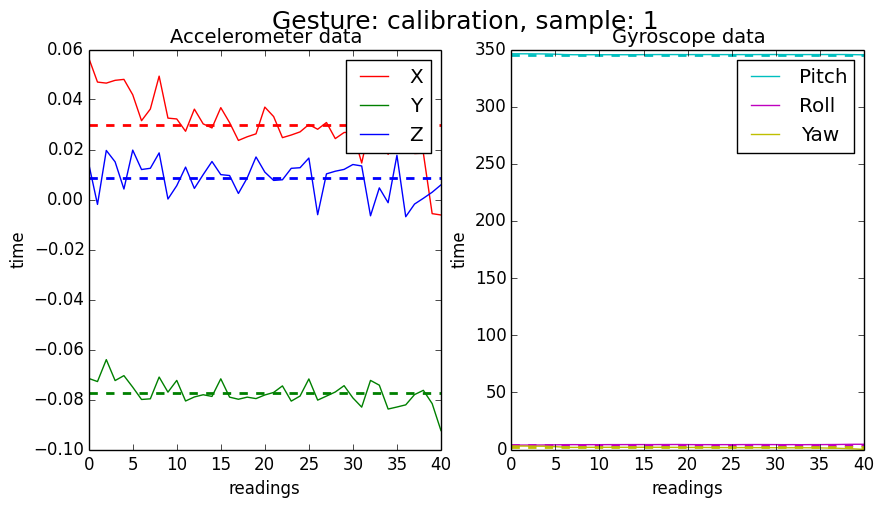 Gesture: calibration, sample: 1
Accelerometer data
Gyroscope data
0.06
0.04
0.02
0.00
−0.02
−0.04
−0.06
−0.08
−0.10
time
X
Y
Z
0 5 10 15 20 25 30 35 40
readings
350
300
250
200
150
100
50
0
time
Pitch
Roll
Yaw
0 5 10 15 20 25 30 35 40
readings